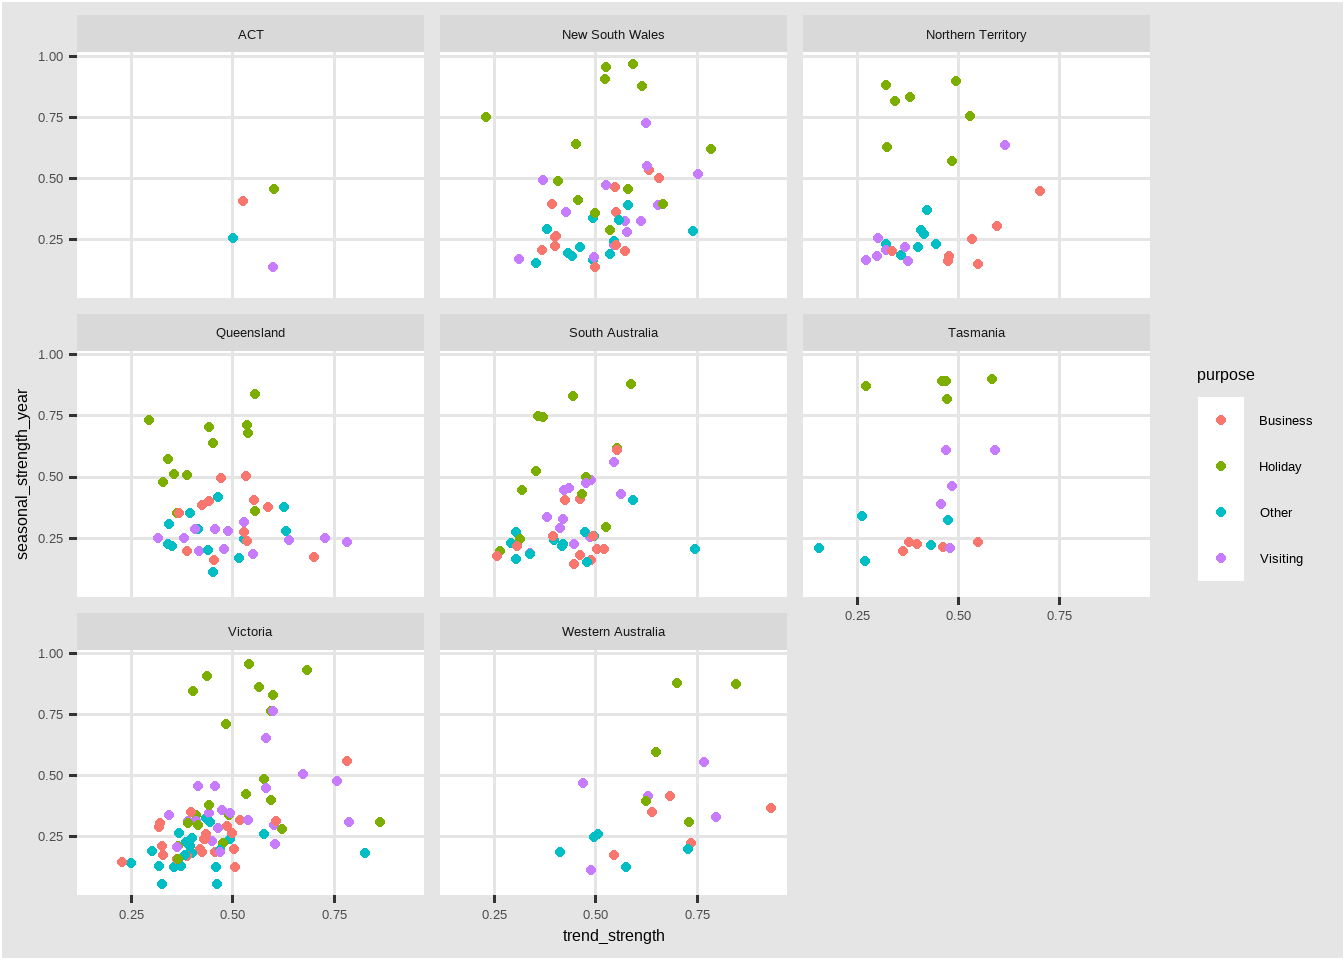 ACT
New South Wales
Northern Territory
1.00
0.75
0.50
0.25
Queensland
South Australia
Tasmania
1.00
0.75
0.50
0.25
0.25 0.50 0.75
Victoria
Western Australia
1.00
0.75
0.50
0.25
0.25 0.50 0.75
0.25 0.50 0.75
trend_strength
seasonal_strength_year
purpose
Business
Holiday
Other
Visiting